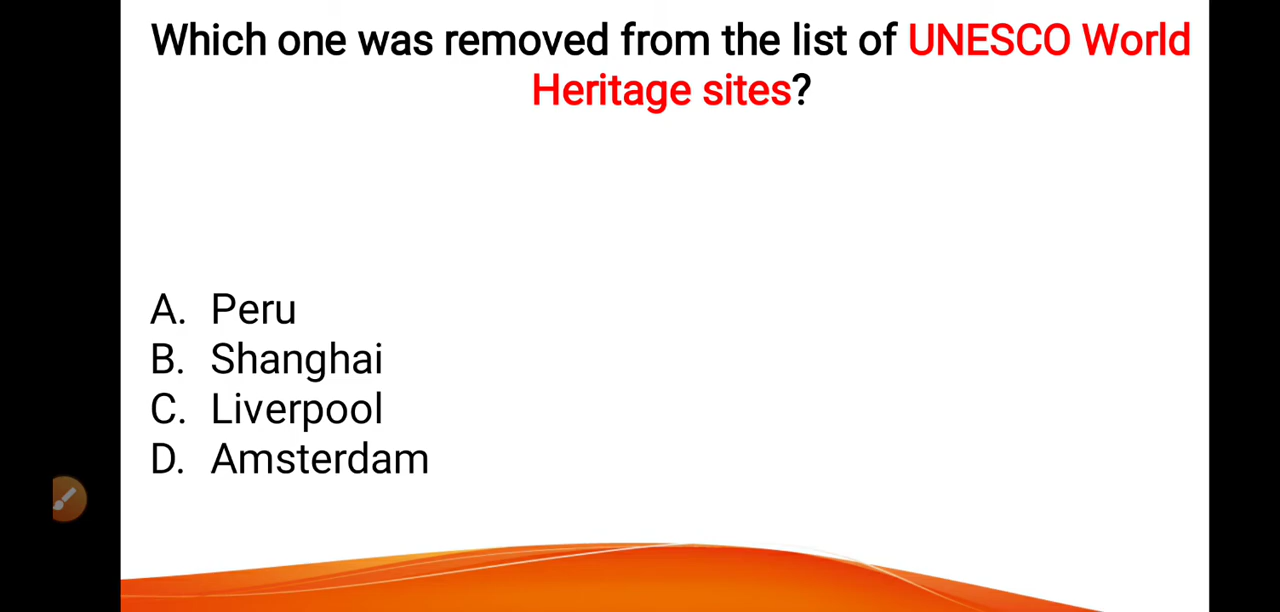 Which one was removed from the list of UNESCO World
Heritage sites?
A. Peru
B. Shanghai
C. Liverpool
D. Amsterdam